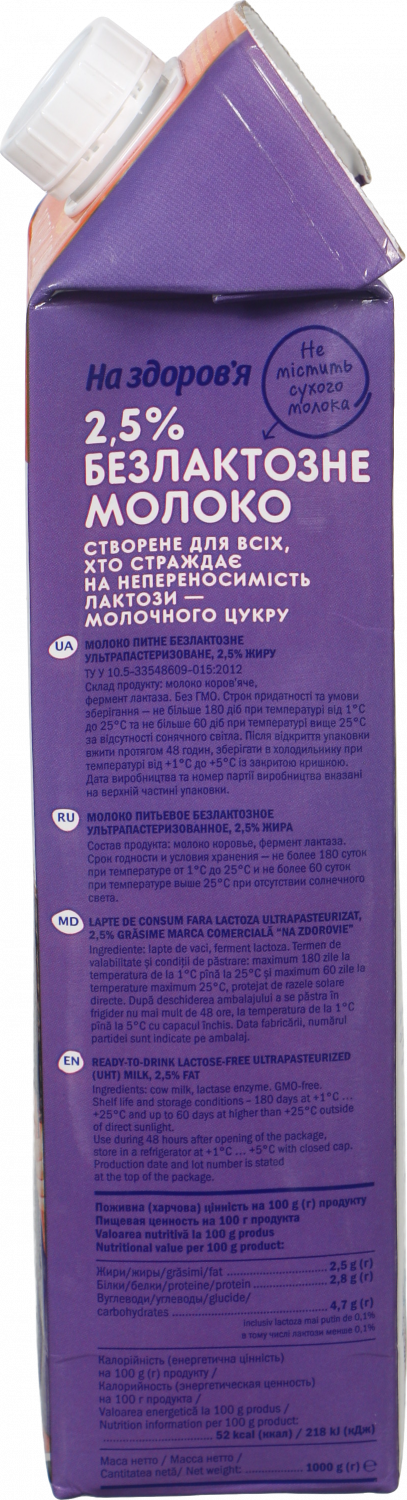 На здоров'я
Не
містить
сухого
молока
2,5%
БЕЗЛАКТОЗНЕ
МОЛОКО
СТВОРЕНЕ ДЛЯ ВСІХ,
ХТО СТРАЖДАЄ
НА НЕПЕРЕНОСИМІСТЬ
ЛАКТОЗИ —
МОЛОЧНОГО ЦУКРУ
UA МОЛОКО ПИТНЕ БЕЗЛАКТОЗНЕ
УЛЬТРАПАСТЕРИЗОВАНЕ, 2,5% ЖИРУ
ТУ У 10.5-33548609-015:2012
Склад продукту: молоко коров'яче,
фермент лактаза. Без ГМО. Строк придатності та умови
зберігання — не більше 180 діб при температурі від 1°C
до 25°C та не більше 60 діб при температурі вище 25°C
за відсутності сонячного світла. Після відкриття упаковки
вжити протягом 48 годин, зберігати в холодильнику при
температурі від +1°C до +5°C із закритою кришкою.
Дата виробництва та номер партії виробництва вказані
на верхній частині упаковки.
RU МОЛОКО ПИТЬЕВОЕ БЕЗЛАКТОЗНОЕ
УЛЬТРАПАСТЕРИЗОВАННОЕ, 2,5% ЖИРА
Состав продукта: молоко коровье, фермент лактаза.
Срок годности и условия хранения — не более 180 суток
при температуре от 1°C до 25°C и не более 60 суток
при температуре выше 25°C при отсутствии солнечного
света.
MD LAPTE DE CONSUM FARA LACTOZA ULTRAPASTEURIZAT,
2,5% GRĂSIME MARCA COMERCIALĂ "NA ZDOROVIE"
Ingrediente: lapte de vaci, ferment lactoza. Termen de
valabilitate și condiții de păstrare: maximum 180 zile la
temperatura de la 1°C pînă la 25°C și maximum 60 zile la
temperature maximum 25°C, protejat de razele solare
directe. După deschiderea ambalajului a se păstra în
frigider nu mai mult de 48 ore, la temperatura de la 1°C
pînă la 5°C cu capacul închis. Data fabricării, numărul
partidei sunt indicate pe ambalaj.
EN READY-TO-DRINK LACTOSE-FREE ULTRAPASTEURIZED
(UHT) MILK, 2,5% FAT
Ingredients: cow milk, lactase enzyme. GMO-free.
Shelf life and storage conditions – 180 days at +1°C ...
+25°C and up to 60 days at higher than +25°C outside
of direct sunlight.
Use during 48 hours after opening of the package,
store in a refrigerator at +1°C ... +5°C with closed cap.
Production date and lot number is stated
at the top of the package.
Поживна (харчова) цінність на 100 g (г) продукту
Пищевая ценность на 100 г продукта
Valoarea nutritivă la 100 g produs
Nutritional value per 100 g product:
Жири/жиры/grăsimi/fat 2,5 g (г)
Білки/белки/proteine/protein 2,8 g (г)
Вуглеводи/углеводы/glucide/
carbohydrates 4,7 g (г)
Inclusiv lactoza mai putin de 0,1%
в тому числі лактози менше 0,1%
Калорійність (енергетична цінність)
на 100 g (г) продукту /
Калорийность (энергетическая ценность)
на 100 г продукта /
Valoarea energetică la 100 g produs /
Nutrition information per 100 g product:
52 kcal (ккал) / 218 kJ (кДж)
Маса нетто / Масса нетто /
Cantitatea netă/ Net weight: 1000 g (г) ℮